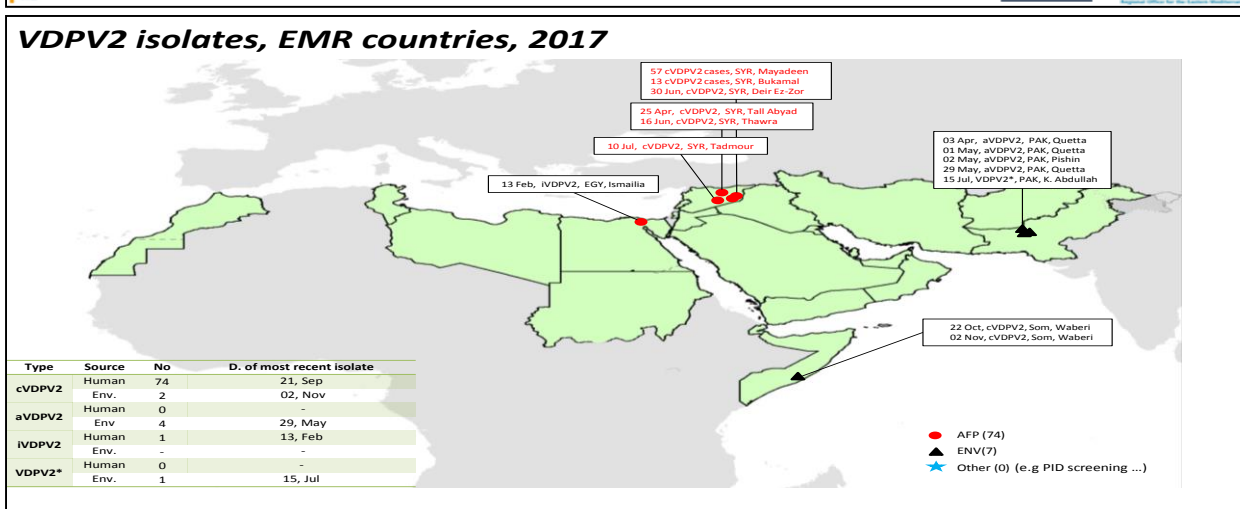 Regional Office for the Eastern Mediterranean
VDPV2 isolates, EMR countries, 2017
57 cVDPV2 cases, SYR, Mayadeen
13 cVDPV2 cases, SYR, Bukamal
30 Jun, cVDPV2, SYR, Deir Ez-Zor
25 Apr, cVDPV2, SYR, Tall Abyad
16 Jun, cVDPV2, SYR, Thawra
10 Jul, cVDPV2, SYR, Tadmour
13 Feb, iVDPV2, EGY, Ismailia
03 Apr, aVDPV2, PAK, Quetta
01 May, aVDPV2, PAK, Quetta
02 May, aVDPV2, PAK, Pishin
29 May, aVDPV2, PAK, Quetta
15 Jul, VDPV2*, PAK, K. Abdullah
22 Oct, cVDPV2, Som, Waberi
02 Nov, cVDPV2, Som, Waberi
Type Source No D. of most recent isolate
cVDPV2 Human 74 21, Sep
Env. 2 02, Nov
aVDPV2 Human 0 -
Env 4 29, May
iVDPV2 Human 1 13, Feb
Env. - -
VDPV2* Human 0 -
Env. 1 15, Jul
AFP (74)
ENV(7)
Other (0) (e.g PID screening ...)